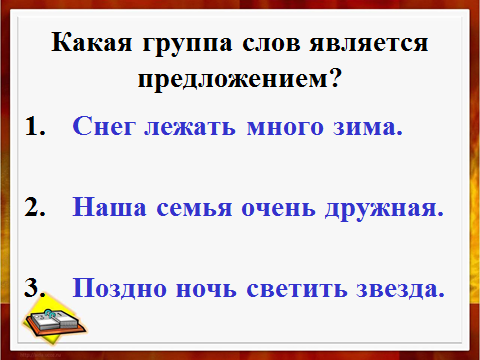 Какая группа слов является
предложением?
1. Снег лежать много зима.
2. Наша семья очень дружная.
3. Поздно ночь светить звезда.